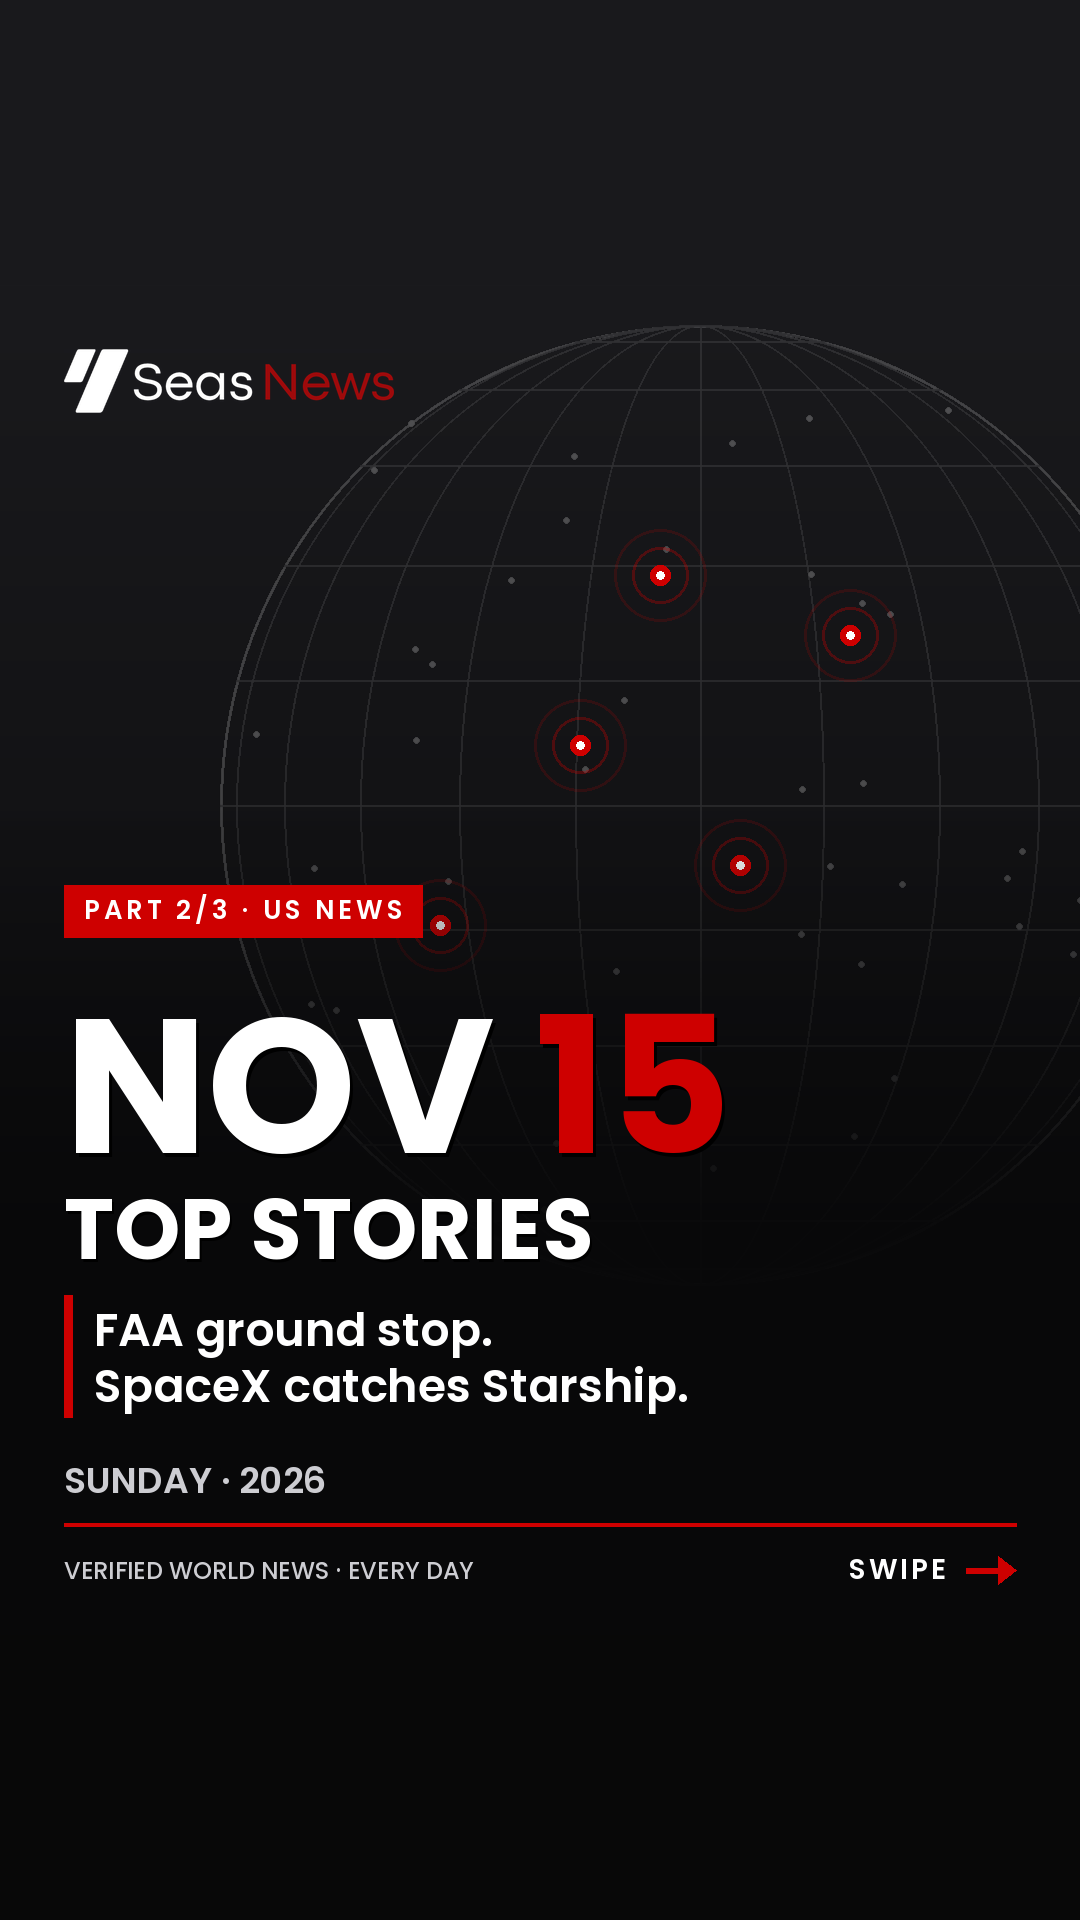 Seas News
PART 2/3 · US NEWS
NOV 15
TOP STORIES
FAA ground stop.
SpaceX catches Starship.
SUNDAY · 2026
VERIFIED WORLD NEWS · EVERY DAY
SWIPE